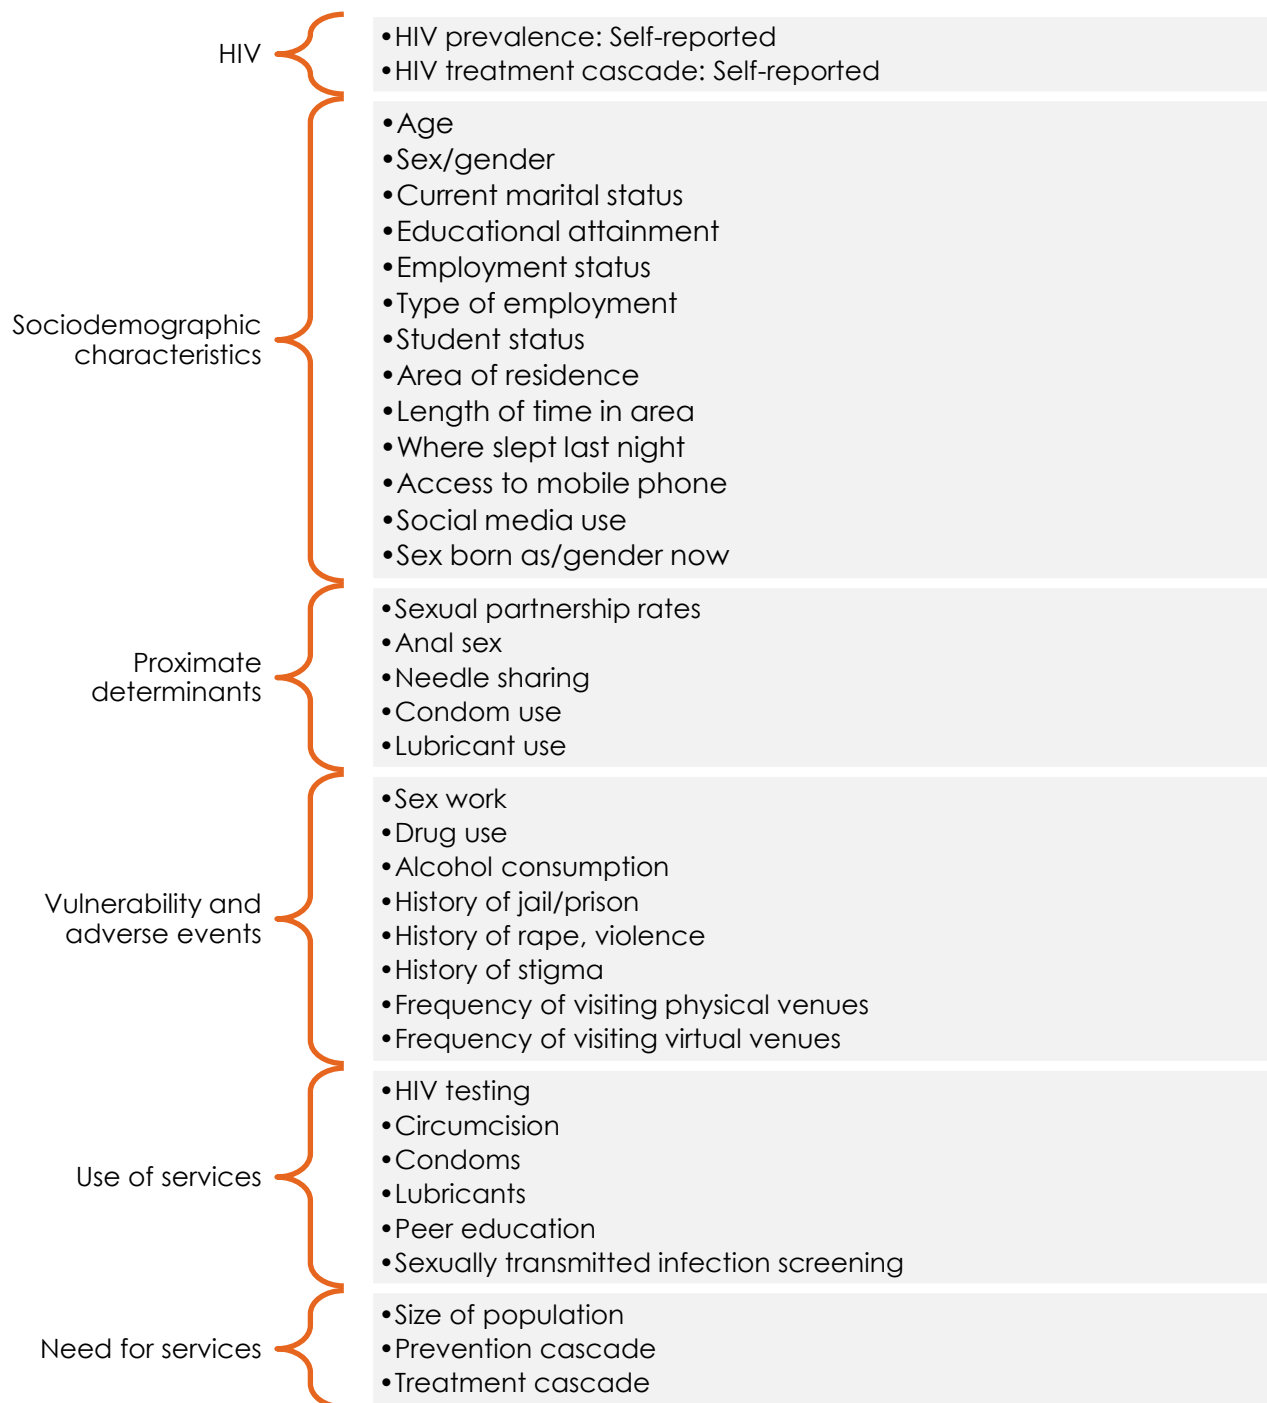 HIV
•HIV prevalence: Self-reported
•HIV treatment cascade: Self-reported
Sociodemographic
characteristics
•Age
•Sex/gender
•Current marital status
•Educational attainment
•Employment status
•Type of employment
•Student status
•Area of residence
•Length of time in area
•Where slept last night
•Access to mobile phone
•Social media use
•Sex born as/gender now
Proximate
determinants
•Sexual partnership rates
•Anal sex
•Needle sharing
•Condom use
•Lubricant use
Vulnerability and
adverse events
•Sex work
•Drug use
•Alcohol consumption
•History of jail/prison
•History of rape, violence
•History of stigma
•Frequency of visiting physical venues
•Frequency of visiting virtual venues
Use of services
•HIV testing
•Circumcision
•Condoms
•Lubricants
•Peer education
•Sexually transmitted infection screening
Need for services
•Size of population
•Prevention cascade
•Treatment cascade